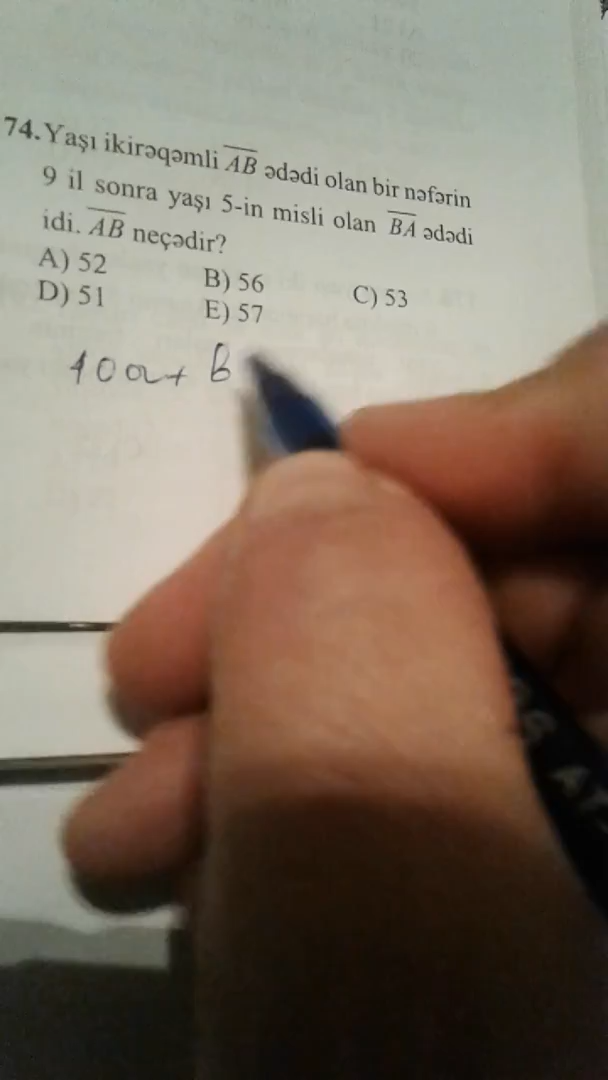 74. Yaşı ikirəqəmli AB ədədi olan bir nəfərin
9 il sonra yaşı 5-in misli olan BA ədədi
idi. AB neçədir?
A) 52 B) 56 C) 53
D) 51 E) 57
10a+ B